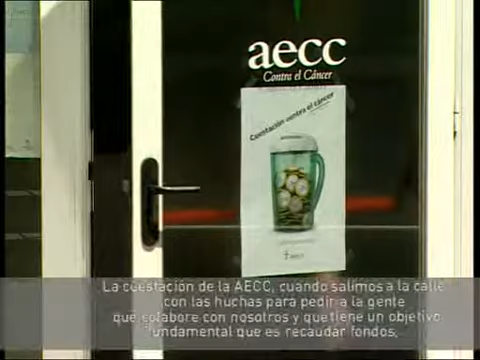 aecc
Contra el Cáncer
Cuestación contra el cáncer
La cuestación de la AECC, cuando salimos a la calle
con las huchas para pedir a la gente
que colabore con nosotros y que tiene un objetivo
fundamental que es recaudar fondos,